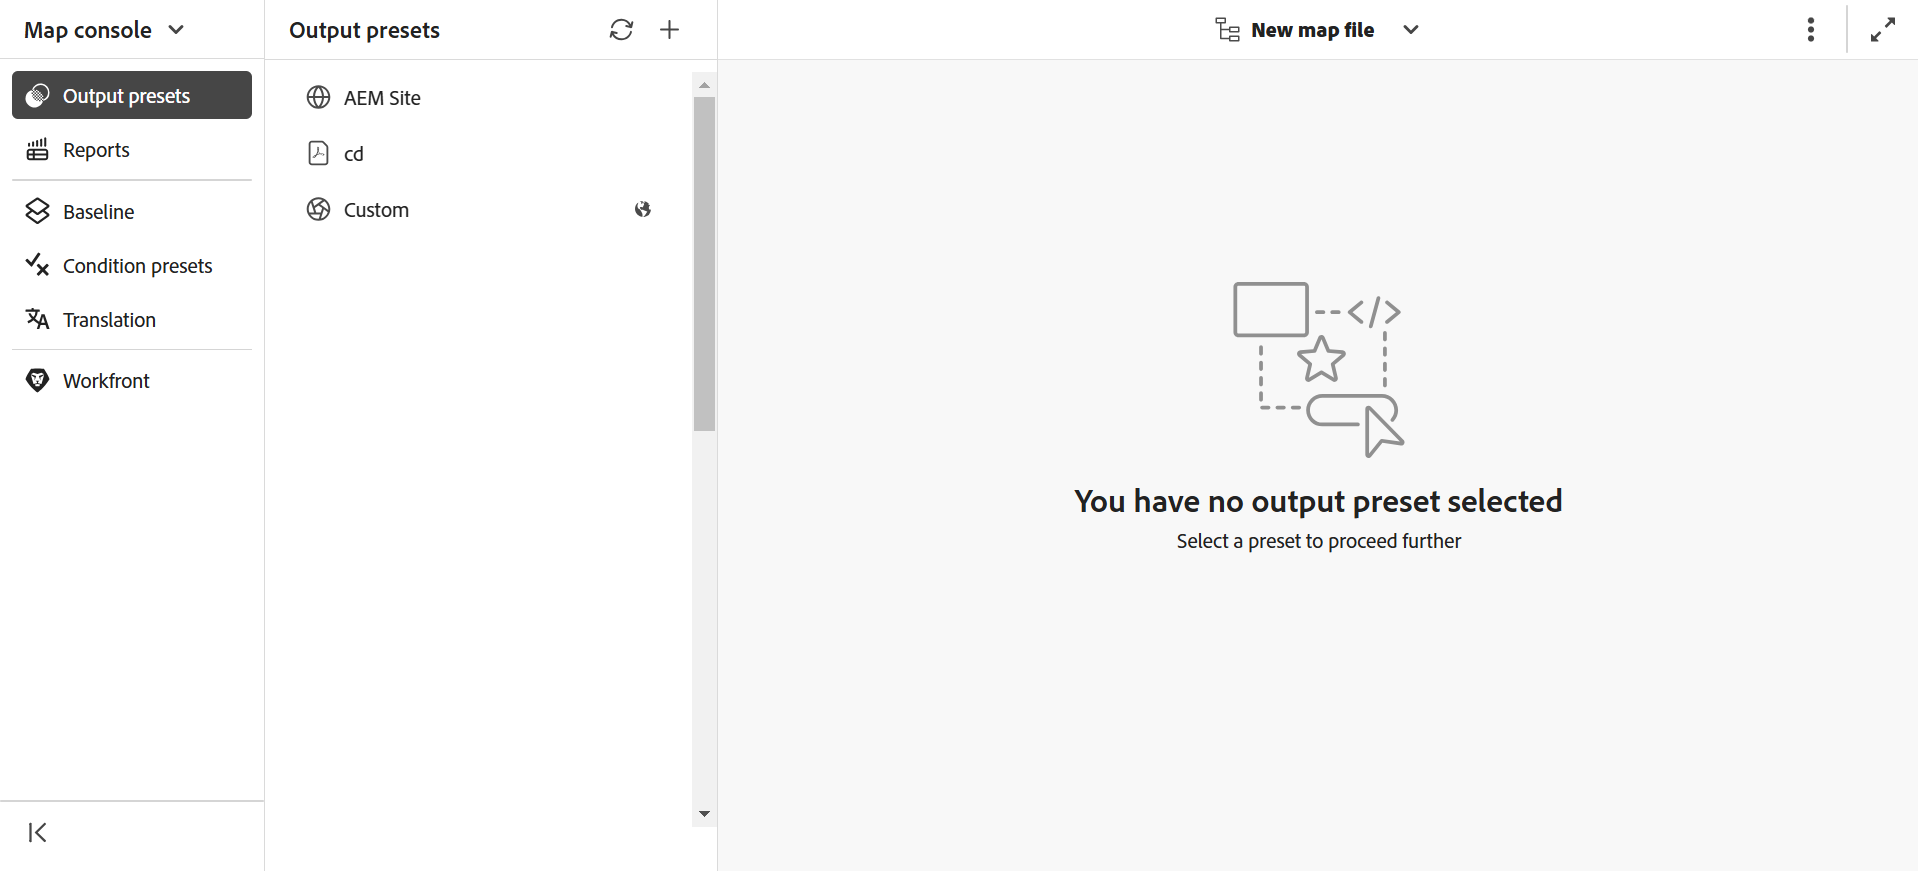 Map console
Output presets
Reports
Baseline
Condition presets
Translation
Workfront
Output presets
AEM Site
cd
Custom
New map file
You have no output preset selected
Select a preset to proceed further